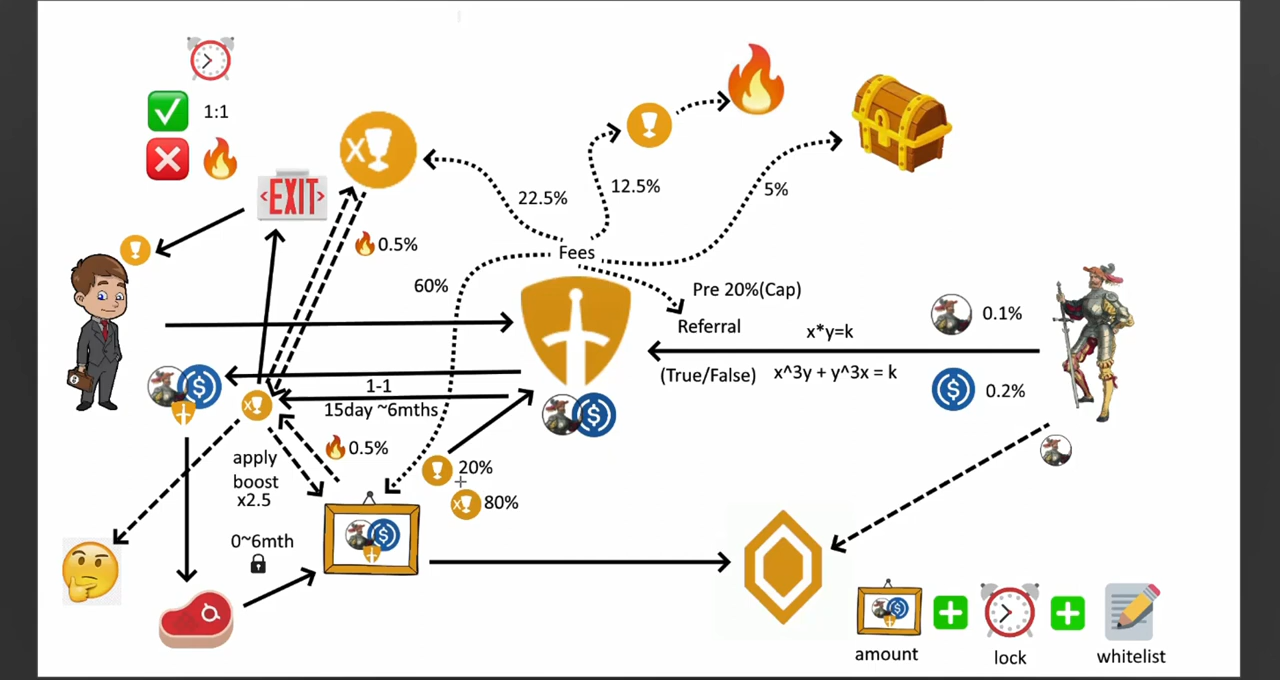 1:1
X
<EXIT>
22.5%
12.5%
5%
0.5%
Fees
60%
Pre 20%(Cap)
Referral
x*y=k
0.1%
(True/False)
x^3y + y^3x = k
0.2%
1-1
15day ~6mths
X
0.5%
20%
X
80%
apply
boost
x2.5
0~6mth
amount
lock
whitelist